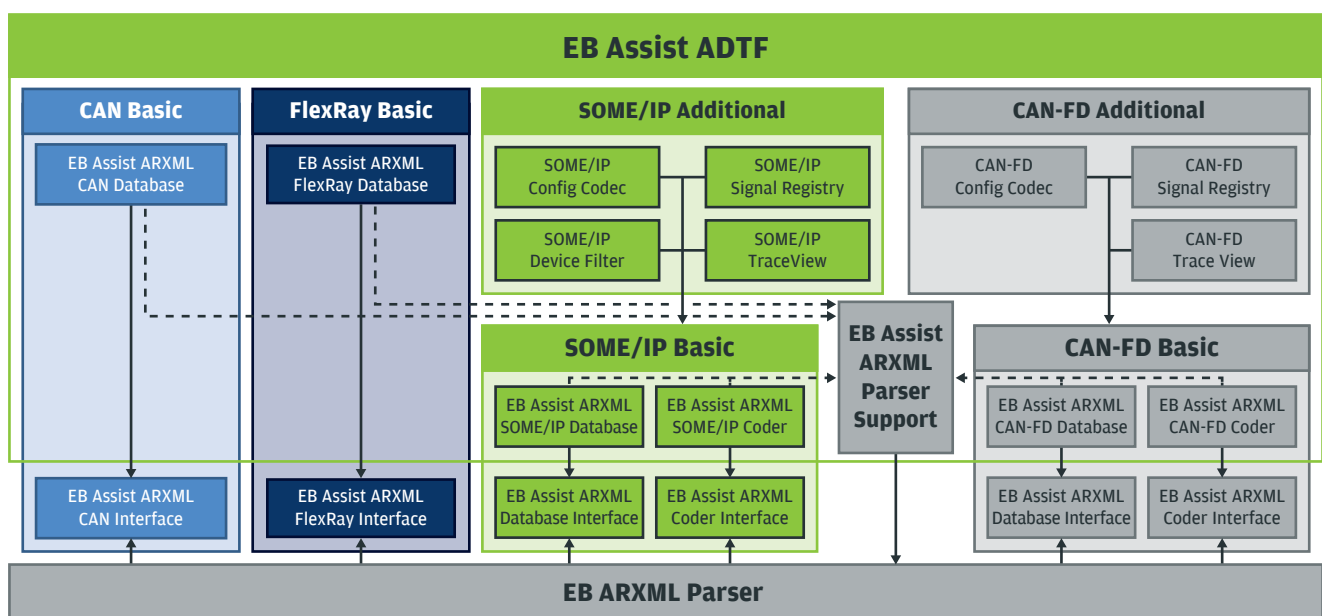 EB Assist ADTF
CAN Basic
EB Assist ARXML
CAN Database
EB Assist ARXML
CAN Interface
FlexRay Basic
EB Assist ARXML
FlexRay Database
EB Assist ARXML
FlexRay Interface
SOME/IP Additional
SOME/IP
Config Codec
SOME/IP
Signal Registry
SOME/IP
Device Filter
SOME/IP
TraceView
CAN-FD Additional
CAN-FD
Config Codec
CAN-FD
Signal Registry
CAN-FD
Trace View
SOME/IP Basic
EB Assist ARXML
SOME/IP Database
EB Assist ARXML
SOME/IP Coder
EB Assist ARXML
Database Interface
EB Assist ARXML
Coder Interface
EB Assist
ARXML
Parser
Support
CAN-FD Basic
EB Assist ARXML
CAN-FD Database
EB Assist ARXML
CAN-FD Coder
EB Assist ARXML
Database Interface
EB Assist ARXML
Coder Interface
EB ARXML Parser